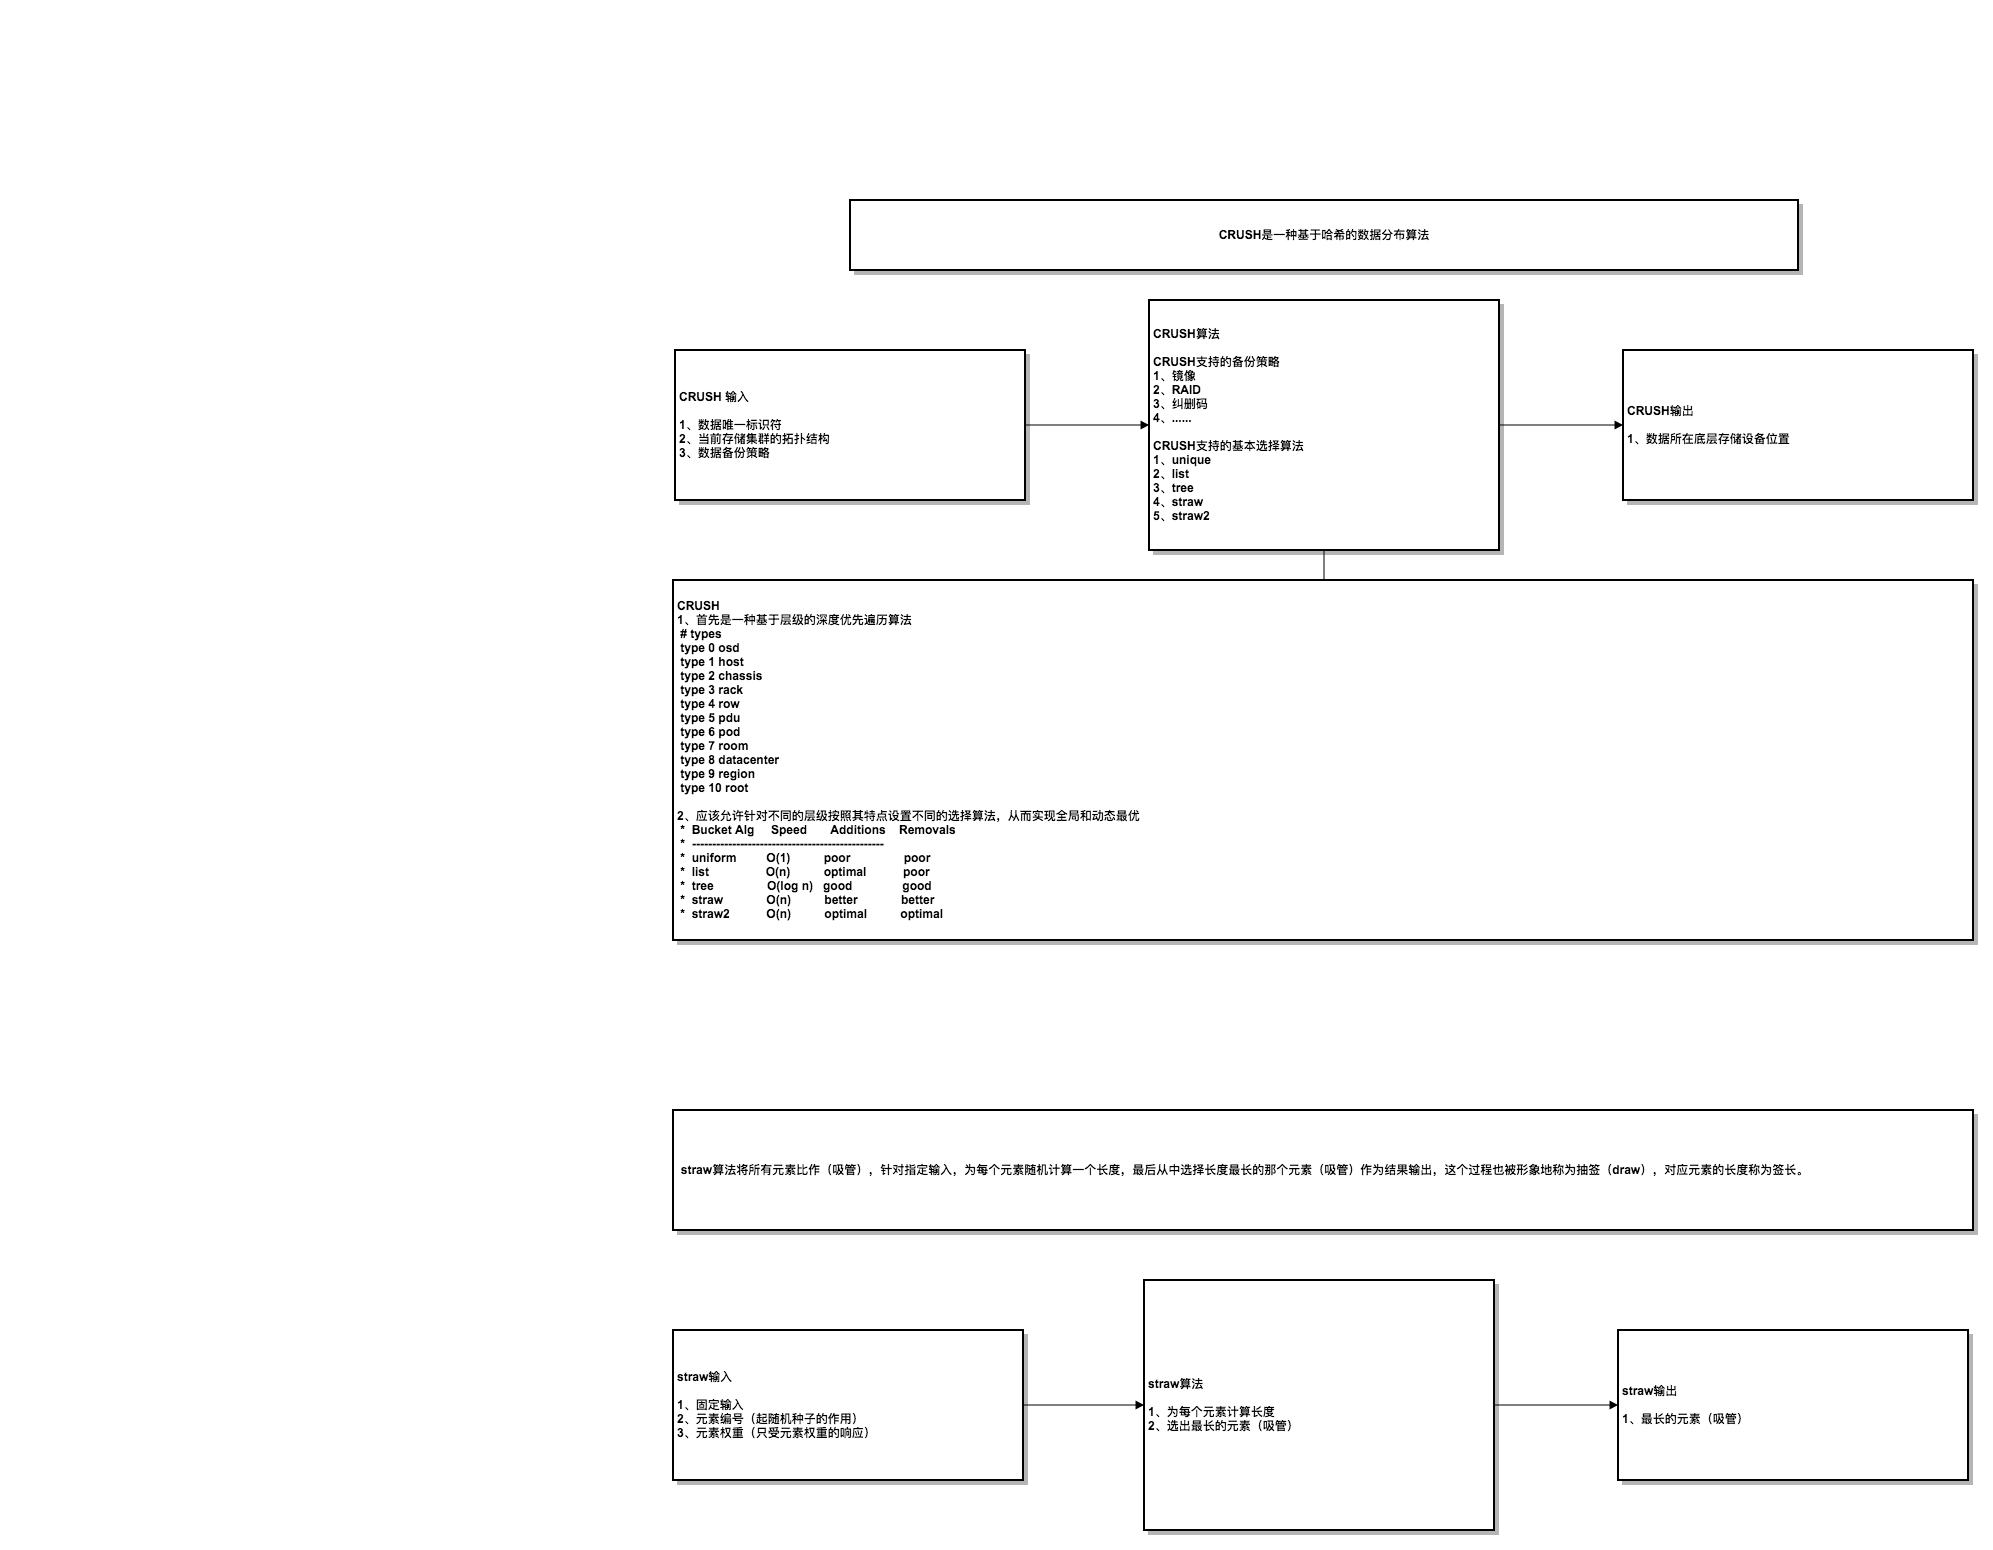 CRUSH是一种基于哈希的数据分布算法
CRUSH 输入
1、数据唯一标识符
2、当前存储集群的拓扑结构
3、数据备份策略
CRUSH算法
CRUSH支持的备份策略
1、镜像
2、RAID
3、纠删码
4、......
CRUSH支持的基本选择算法
1、unique
2、list
3、tree
4、straw
5、straw2
CRUSH输出
1、数据所在底层存储设备位置
CRUSH
1、首先是一种基于层级的深度优先遍历算法
# types
type 0 osd
type 1 host
type 2 chassis
type 3 rack
type 4 row
type 5 pdu
type 6 pod
type 7 room
type 8 datacenter
type 9 region
type 10 root
2、应该允许针对不同的层级按照其特点设置不同的选择算法，从而实现全局和动态最优
* Bucket Alg Speed Additions Removals
* ------------------------------------------------
* uniform O(1) poor poor
* list O(n) optimal poor
* tree O(log n) good good
* straw O(n) better better
* straw2 O(n) optimal optimal
straw算法将所有元素比作（吸管），针对指定输入，为每个元素随机计算一个长度，最后从中选择长度最长的那个元素（吸管）作为结果输出，这个过程也被形象地称为抽签（draw），对应元素的长度称为签长。
straw输入
1、固定输入
2、元素编号（起随机种子的作用）
3、元素权重（只受元素权重的响应）
straw算法
1、为每个元素计算长度
2、选出最长的元素（吸管）
straw输出
1、最长的元素（吸管）